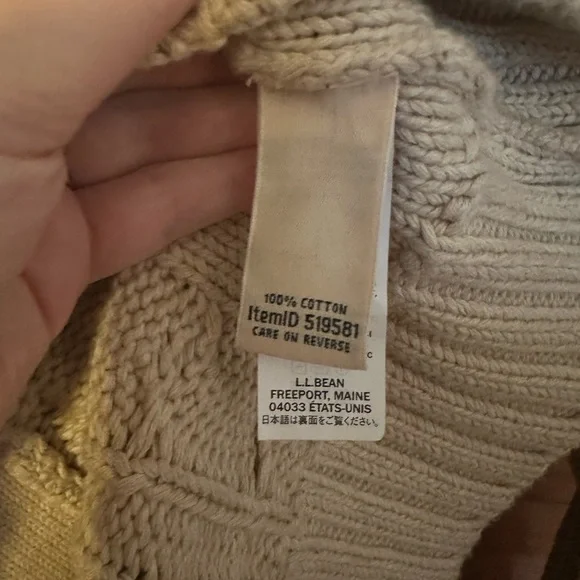 100% COTTON
ItemID 519581
CARE ON REVERSE
L.L.BEAN
FREEPORT, MAINE
04033 ÉTATS-UNIS
日本語は裏面をご覧ください。